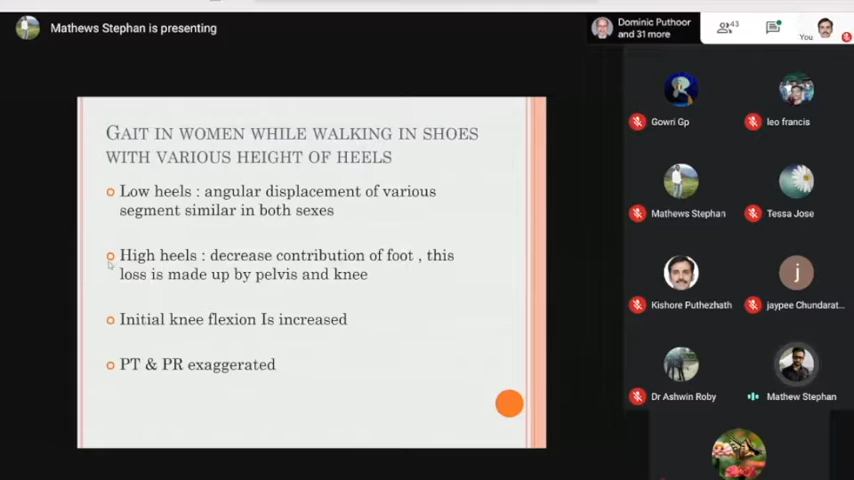 Mathews Stephan is presenting
Dominic Puthoor
and 31 more
43
You
GAIT IN WOMEN WHILE WALKING IN SHOES
WITH VARIOUS HEIGHT OF HEELS
Low heels : angular displacement of various
segment similar in both sexes
High heels : decrease contribution of foot , this
loss is made up by pelvis and knee
Initial knee flexion Is increased
PT & PR exaggerated
Gowri Gp
leo francis
Mathews Stephan
Tessa Jose
j
Kishore Puthezhath
jaypee Chundarat...
Dr Ashwin Roby
Mathew Stephan